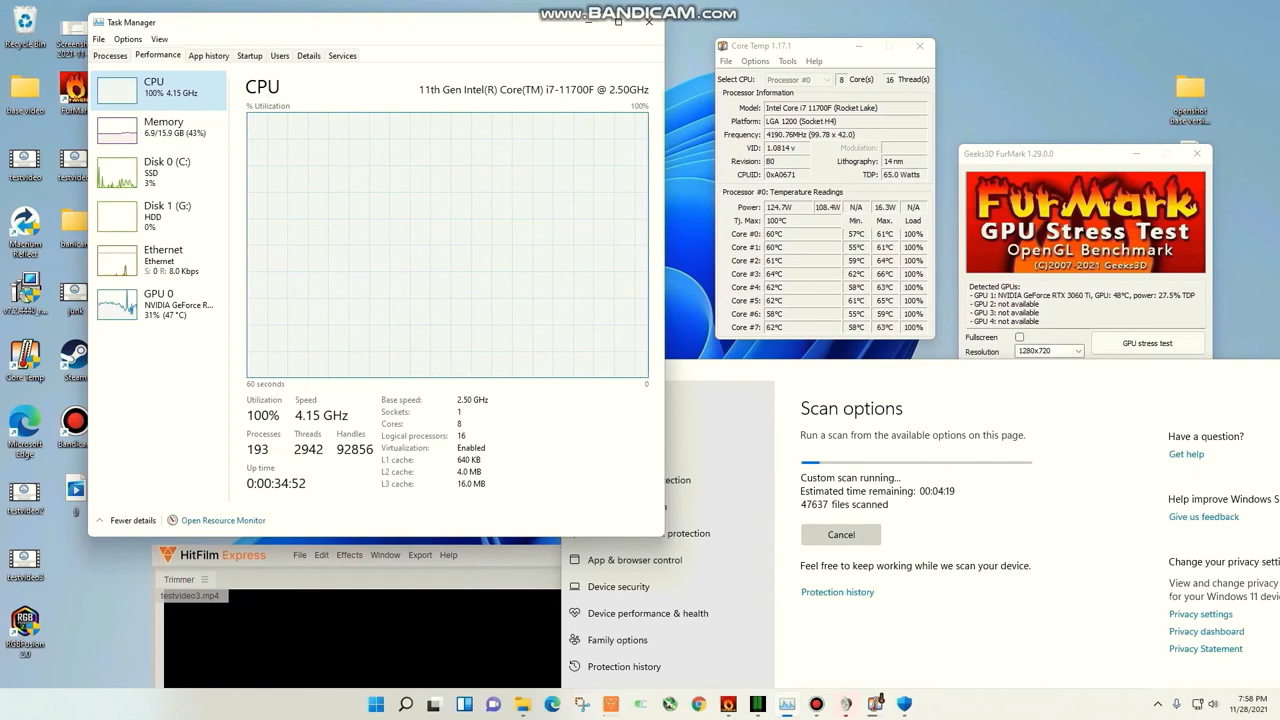 www.BANDICAM.com
Recycle Bin
Screensh...
2021-11-...
base video
FurMark
testvideo
testvideo...
Macrium
Reflect
bandic...
Core Temp
Steam
Microsoft
Edge
Bandica...
testvideo2
testvideo3
RGBFusion
2.0
openshot
base versi...
Task Manager
File Options View
Processes Performance App history Startup Users Details Services
CPU
100% 4.15 GHz
Memory
6.9/15.9 GB (43%)
Disk 0 (C:)
SSD
3%
Disk 1 (G:)
HDD
0%
Ethernet
Ethernet
S: 0 R: 8.0 Kbps
GPU 0
NVIDIA GeForce R...
31% (47 °C)
CPU
11th Gen Intel(R) Core(TM) i7-11700F @ 2.50GHz
% Utilization 100%
60 seconds 0
Utilization Speed
100% 4.15 GHz
Processes Threads Handles
193 2942 92856
Up time
0:00:34:52
Base speed: 2.50 GHz
Sockets: 1
Cores: 8
Logical processors: 16
Virtualization: Enabled
L1 cache: 640 KB
L2 cache: 4.0 MB
L3 cache: 16.0 MB
Fewer details Open Resource Monitor
Core Temp 1.17.1
File Options Tools Help
Select CPU: Processor #0 8 Core(s) 16 Thread(s)
Processor Information
Model: Intel Core i7 11700F (Rocket Lake)
Platform: LGA 1200 (Socket H4)
Frequency: 4190.76MHz (99.78 x 42.0)
VID: 1.0814 v Modulation:
Revision: B0 Lithography: 14 nm
CPUID: 0xA0671 TDP: 65.0 Watts
Processor #0: Temperature Readings
Power: 124.7W 108.4W N/A 16.3W N/A
Tj. Max: 100°C Min. Max. Load
Core #0: 60°C 57°C 61°C 100%
Core #1: 60°C 55°C 61°C 100%
Core #2: 61°C 59°C 64°C 100%
Core #3: 64°C 62°C 66°C 100%
Core #4: 62°C 58°C 63°C 100%
Core #5: 62°C 61°C 65°C 100%
Core #6: 58°C 55°C 59°C 100%
Core #7: 62°C 58°C 63°C 100%
Geeks3D FurMark 1.29.0.0
FurMark
GPU Stress Test
OpenGL Benchmark
(C)2007-2021 Geeks3D
Detected GPUs:
- GPU 1: NVIDIA GeForce RTX 3060 Ti, GPU: 48°C, power: 27.5% TDP
- GPU 2: not available
- GPU 3: not available
- GPU 4: not available
Fullscreen
Resolution 1280x720
GPU stress test
HitFilm Express File Edit Effects Window Export Help
Trimmer
testvideo3.mp4
protection
App & browser control
Device security
Device performance & health
Family options
Protection history
Scan options
Run a scan from the available options on this page.
Custom scan running...
Estimated time remaining: 00:04:19
47637 files scanned
Cancel
Feel free to keep working while we scan your device.
Protection history
Have a question?
Get help
Help improve Windows S
Give us feedback
Change your privacy setti
View and change privacy
for your Windows 11 devic
Privacy settings
Privacy dashboard
Privacy Statement
7:58 PM
11/28/2021